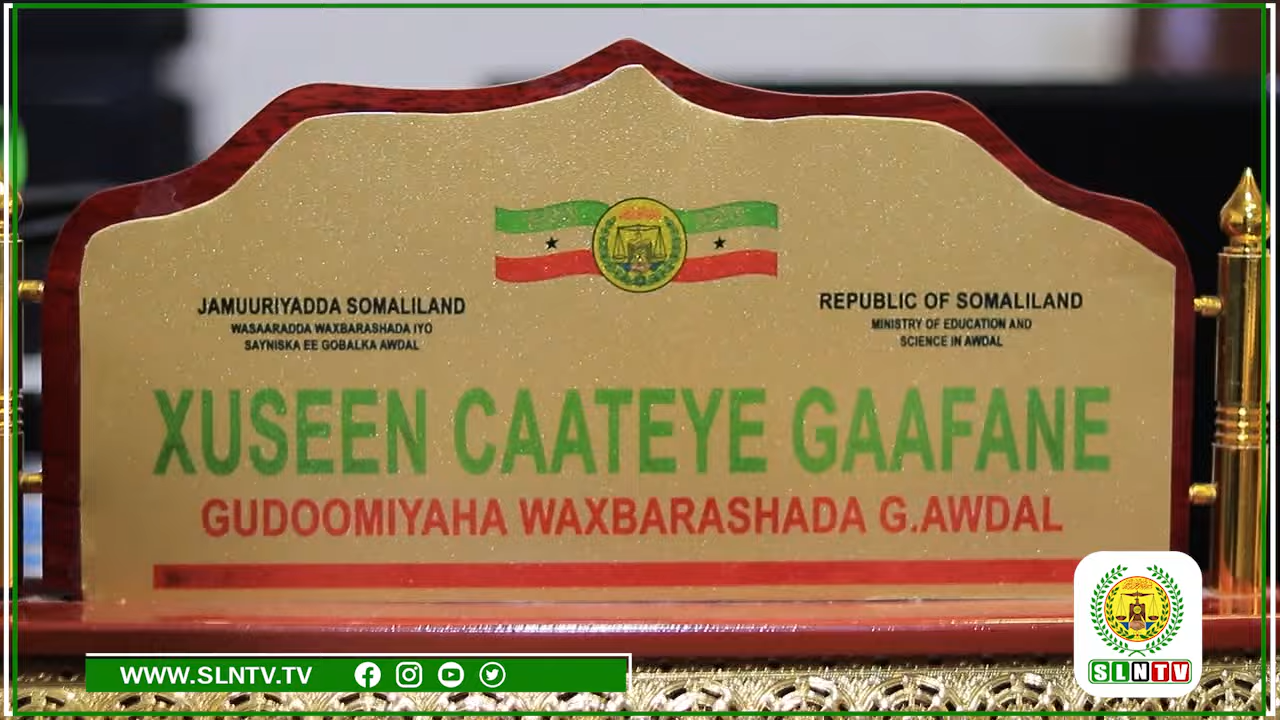 JAMUURIYADDA SOMALILAND
WASAARADDA WAXBARASHADA IYO
SAYNISKA EE GOBALKA AWDAL
REPUBLIC OF SOMALILAND
MINISTRY OF EDUCATION AND
SCIENCE IN AWDAL
XUSEEN CAATEYE GAAFANE
GUDOOMIYAHA WAXBARASHADA G.AWDAL
WWW.SLNTV.TV
SLNTV